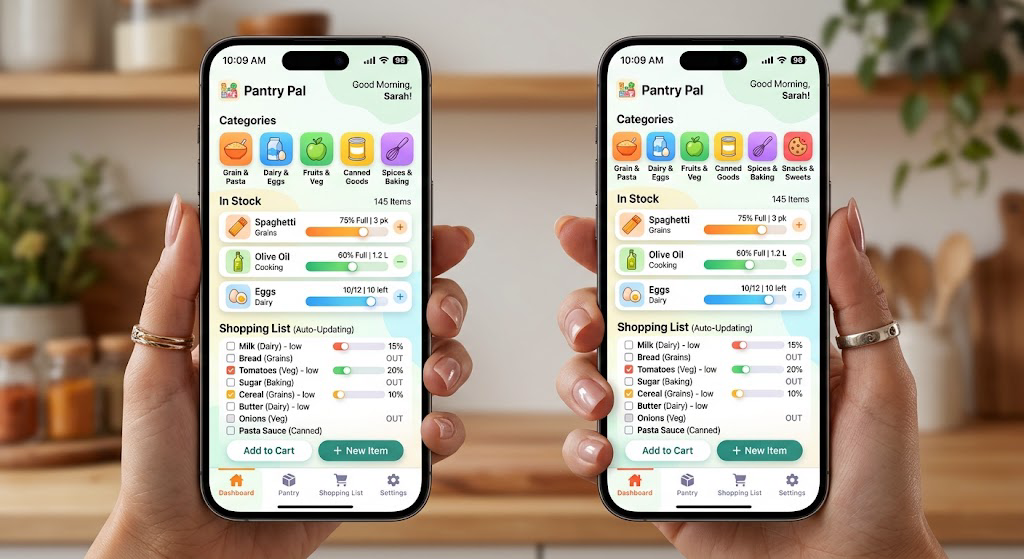 10:09 AM
98
Pantry Pal
Good Morning,
Sarah!
Categories
Grain &
Pasta
Dairy &
Eggs
Fruits &
Veg
Canned
Goods
Spices &
Baking
In Stock
145 Items
Spaghetti
Grains
75% Full | 3 pk
+
Olive Oil
Cooking
60% Full | 1.2 L
−
Eggs
Dairy
10/12 | 10 left
+
Shopping List (Auto-Updating)
Milk (Dairy) - low 15%
Bread (Grains) OUT
Tomatoes (Veg) - low 20%
Sugar (Baking) OUT
Cereal (Grains) - low 10%
Butter (Dairy) - low
Onions (Veg) OUT
Pasta Sauce (Canned)
Add to Cart
+ New Item
Dashboard
Pantry
Shopping List
Settings
10:09 AM
98
Pantry Pal
Good Morning,
Sarah!
Categories
Grain &
Pasta
Dairy &
Eggs
Fruits &
Veg
Canned
Goods
Spices &
Baking
Snacks &
Sweets
In Stock
145 Items
Spaghetti
Grains
75% Full | 3 pk
+
Olive Oil
Cooking
60% Full | 1.2 L
−
Eggs
Dairy
10/12 | 10 left
+
Shopping List (Auto-Updating)
Milk (Dairy) - low 15%
Bread (Grains) OUT
Tomatoes (Veg) - low 20%
Sugar (Baking) OUT
Cereal (Grains) - low 10%
Butter (Dairy) - low
Onions (Veg) OUT
Pasta Sauce (Canned)
Add to Cart
+ New Item
Dashboard
Pantry
Shopping List
Settings